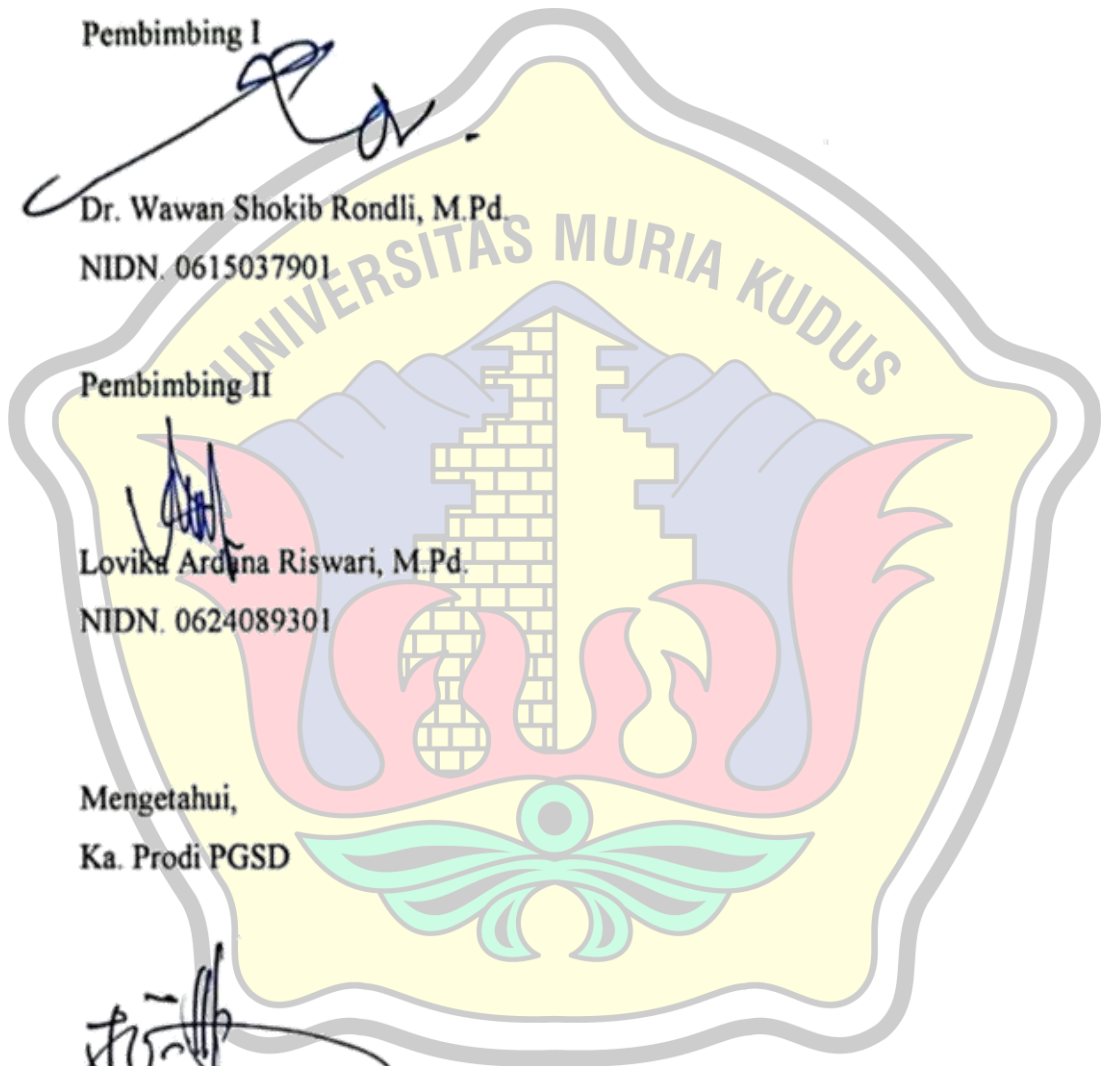 Pembimbing I
Dr. Wawan Shokib Rondli, M.Pd.
NIDN. 0615037901
UNIVERSITAS MURIA KUDUS
Pembimbing II
Lovika Ardana Riswari, M.Pd.
NIDN. 0624089301
Mengetahui,
Ka. Prodi PGSD